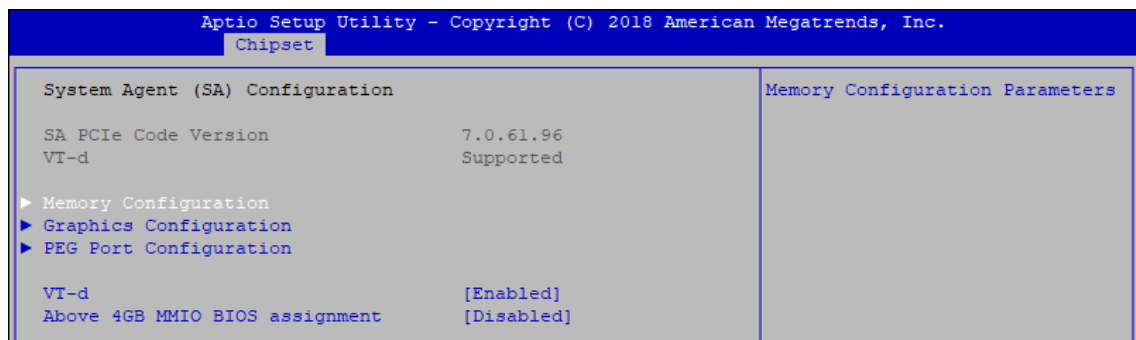 Aptio Setup Utility - Copyright (C) 2018 American Megatrends, Inc.
Chipset
System Agent (SA) Configuration
Memory Configuration Parameters
SA PCIe Code Version 7.0.61.96
VT-d Supported
► Memory Configuration
► Graphics Configuration
► PEG Port Configuration
VT-d [Enabled]
Above 4GB MMIO BIOS assignment [Disabled]